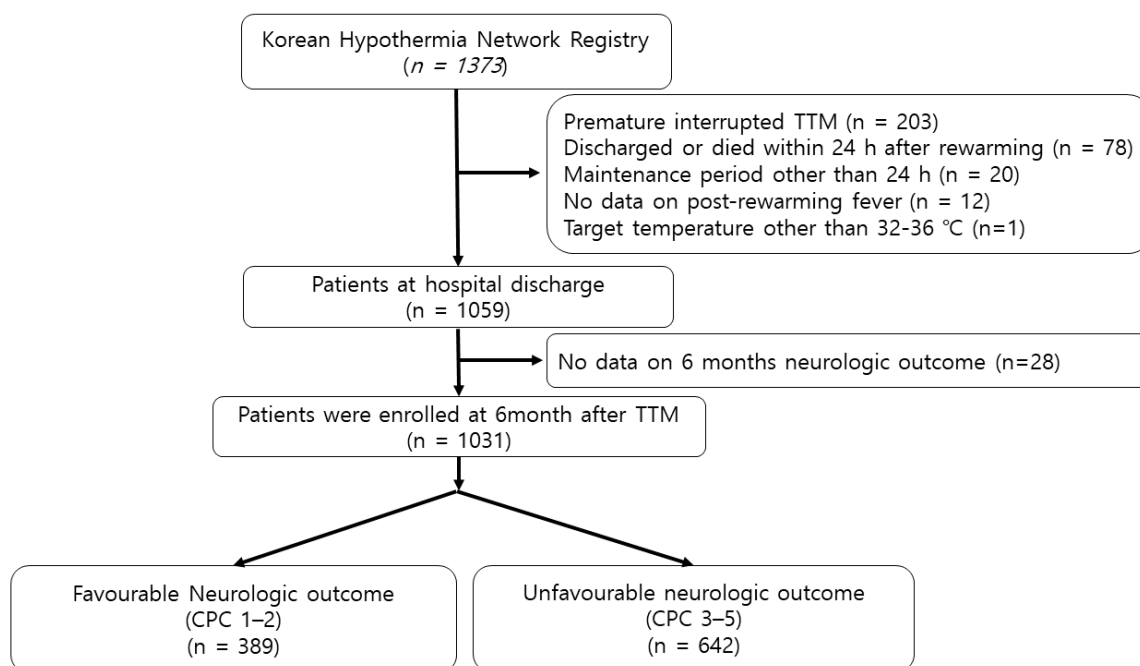 Korean Hypothermia Network Registry
(n = 1373)
Premature interrupted TTM (n = 203)
Discharged or died within 24 h after rewarming (n = 78)
Maintenance period other than 24 h (n = 20)
No data on post-rewarming fever (n = 12)
Target temperature other than 32-36 ℃ (n=1)
Patients at hospital discharge
(n = 1059)
No data on 6 months neurologic outcome (n=28)
Patients were enrolled at 6month after TTM
(n = 1031)
Favourable Neurologic outcome
(CPC 1–2)
(n = 389)
Unfavourable neurologic outcome
(CPC 3–5)
(n = 642)